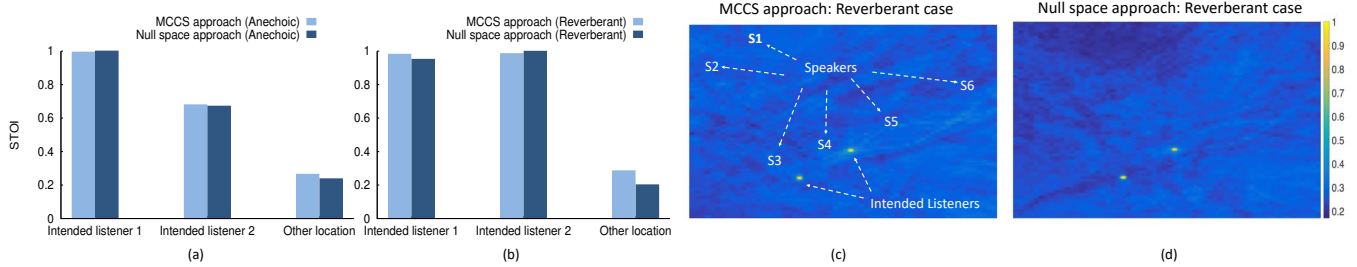 MCCS approach (Anechoic)
Null space approach (Anechoic)
STOI
1
0.8
0.6
0.4
0.2
0
Intended listener 1
Intended listener 2
Other location
(a)
MCCS approach (Reverberant)
Null space approach (Reverberant)
1
0.8
0.6
0.4
0.2
0
Intended listener 1
Intended listener 2
Other location
(b)
MCCS approach: Reverberant case
S1
S2
Speakers
S6
S5
S4
S3
Intended Listeners
(c)
Null space approach: Reverberant case
1
0.9
0.8
0.7
0.6
0.5
0.4
0.3
0.2
(d)